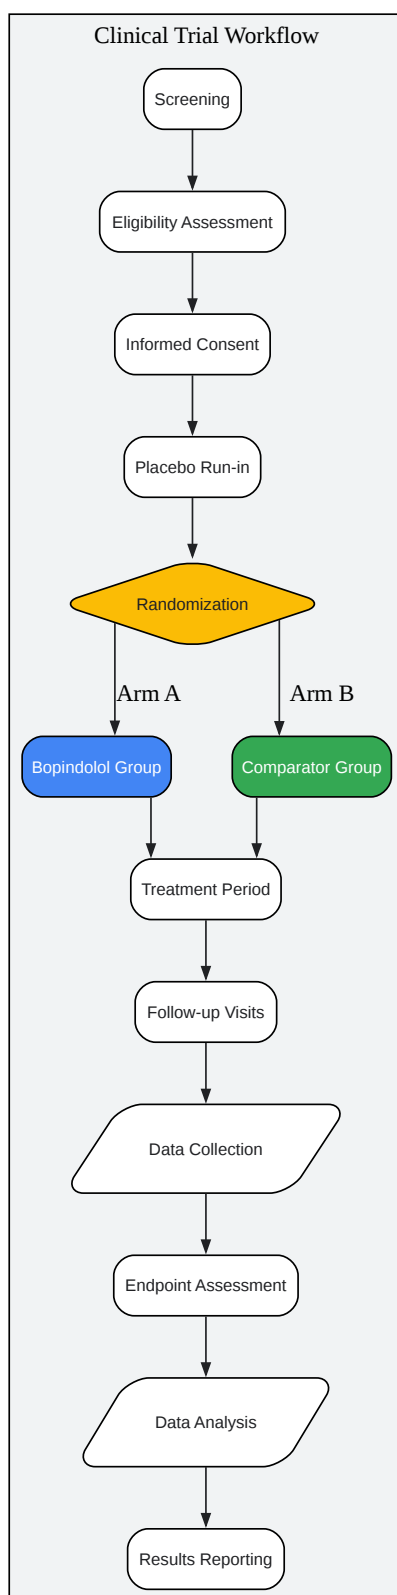 Clinical Trial Workflow
Screening
Eligibility Assessment
Informed Consent
Placebo Run-in
Randomization
Arm A
Arm B
Bopindolol Group
Comparator Group
Treatment Period
Follow-up Visits
Data Collection
Endpoint Assessment
Data Analysis
Results Reporting